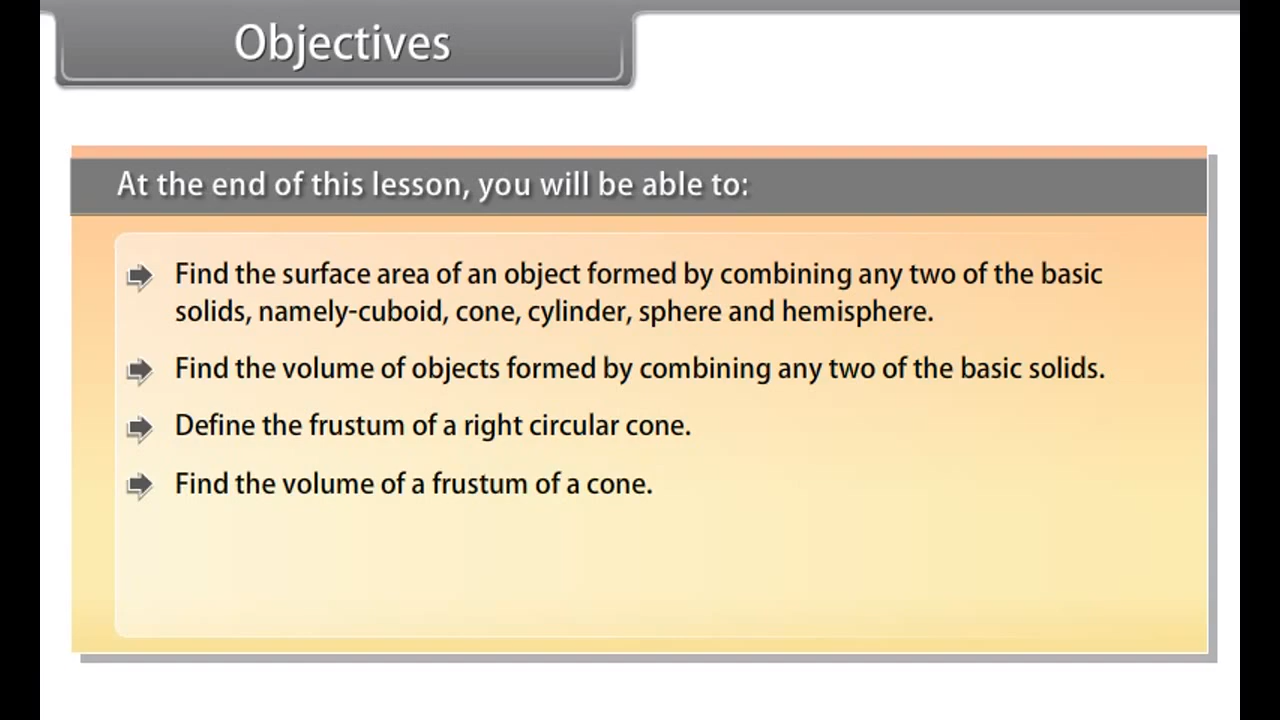 Objectives
At the end of this lesson, you will be able to:
Find the surface area of an object formed by combining any two of the basic
solids, namely-cuboid, cone, cylinder, sphere and hemisphere.
Find the volume of objects formed by combining any two of the basic solids.
Define the frustum of a right circular cone.
Find the volume of a frustum of a cone.